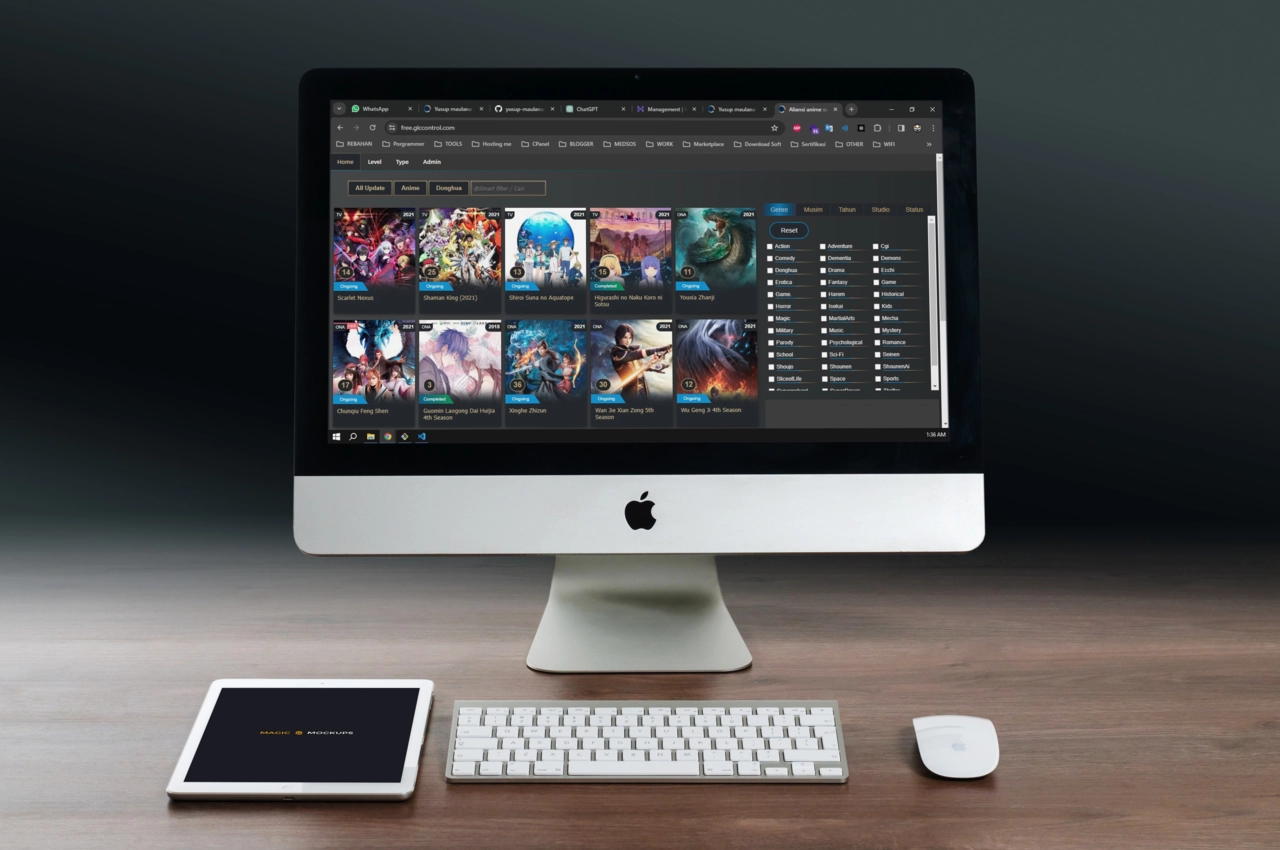 WhatsApp
Yusup maulan
yusup-maulan
ChatGPT
Management |
Yusup maulan
Aliansi anime
free.glccontrol.com
REBAHAN Porgrammer TOOLS Hosting me CPanel BLOGGER MEDSOS WORK Marketplace Download Soft Sertifikasi OTHER WIFI
Home Level Type Admin
All Update Anime Donghua @Smart filter / Cari
Genre Musim Tahun Studio Status
Reset
TV 2021 TV 2021 TV 2021 TV 2021 ONA 2021
14 25 13 15 11
Ongoing Ongoing Ongoing Completed Ongoing
Scarlet Nexus
Shaman King (2021)
Shiroi Suna no Aquatope
Higurashi no Naku Koro ni
Sotsu
Youxia Zhanji
ONA 2021 ONA 2018 ONA 2021 ONA 2021 ONA 2021
17 3 36 30 12
Ongoing Completed Ongoing Ongoing Ongoing
Chunqiu Feng Shen
Guomin Laogong Dai Huijia
4th Season
Xinghe Zhizun
Wan Jie Xian Zong 5th
Season
Wu Geng Ji 4th Season
Action Adventure Cgi
Comedy Dementia Demons
Donghua Drama Ecchi
Erotica Fantasy Game
Game. Harem Historical
Horror Isekai Kids
Magic MartialArts Mecha
Military Music Mystery
Parody Psychological Romance
School Sci-Fi Seinen
Shoujo Shounen ShounenAi
SliceofLife Space Sports
1:36 AM
MAGIC MOCKUPS